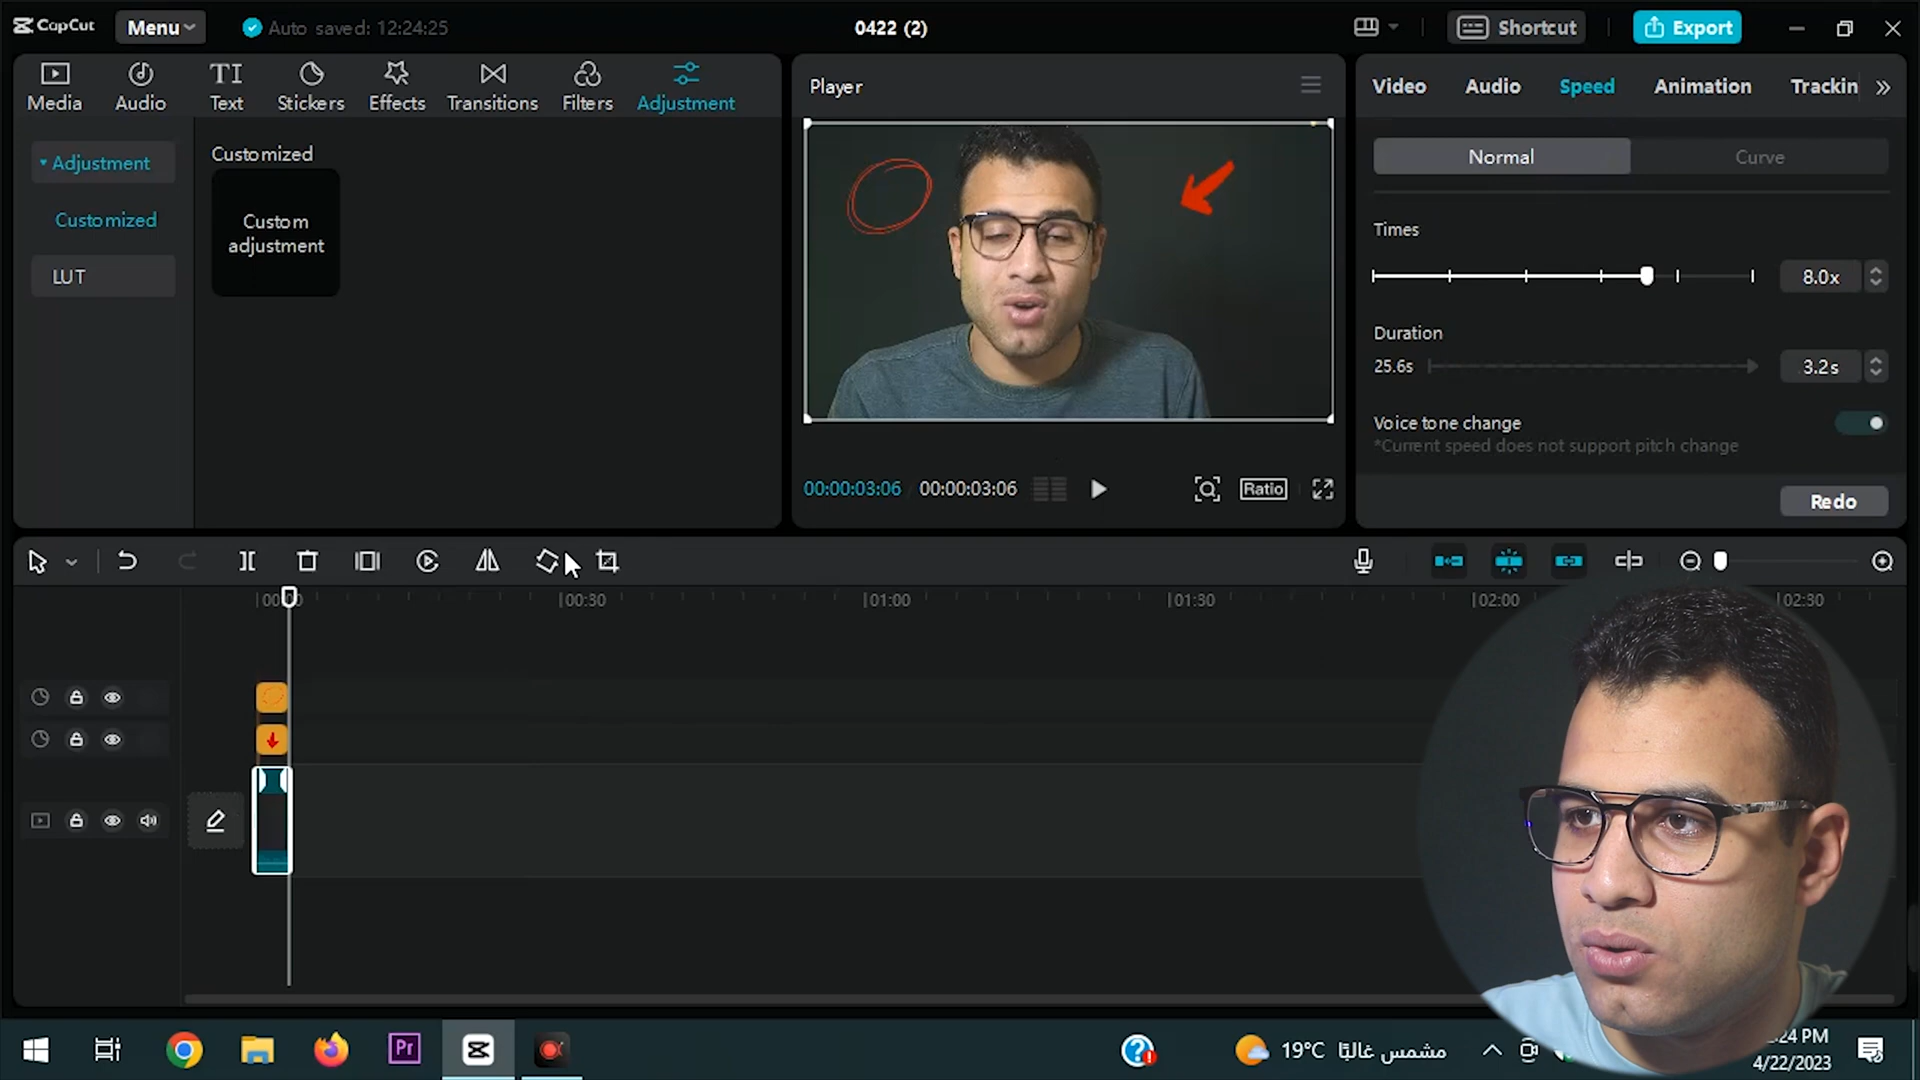 CapCut
Menu
Auto saved: 12:24:25
0422 (2)
Shortcut
Export
Media
Audio
TI
Text
Stickers
Effects
Transitions
Filters
Adjustment
Player
Video
Audio
Speed
Animation
Trackin
Adjustment
Customized
LUT
Customized
Custom
adjustment
Normal
Curve
Times
8.0x
Duration
25.6s
3.2s
Voice tone change
*Current speed does not support pitch change
Redo
00:00:03:06
00:00:03:06
Ratio
00:30
01:00
01:30
02:00
02:30
Pr
19°C مشمس غالبًا
:24 PM
4/22/2023